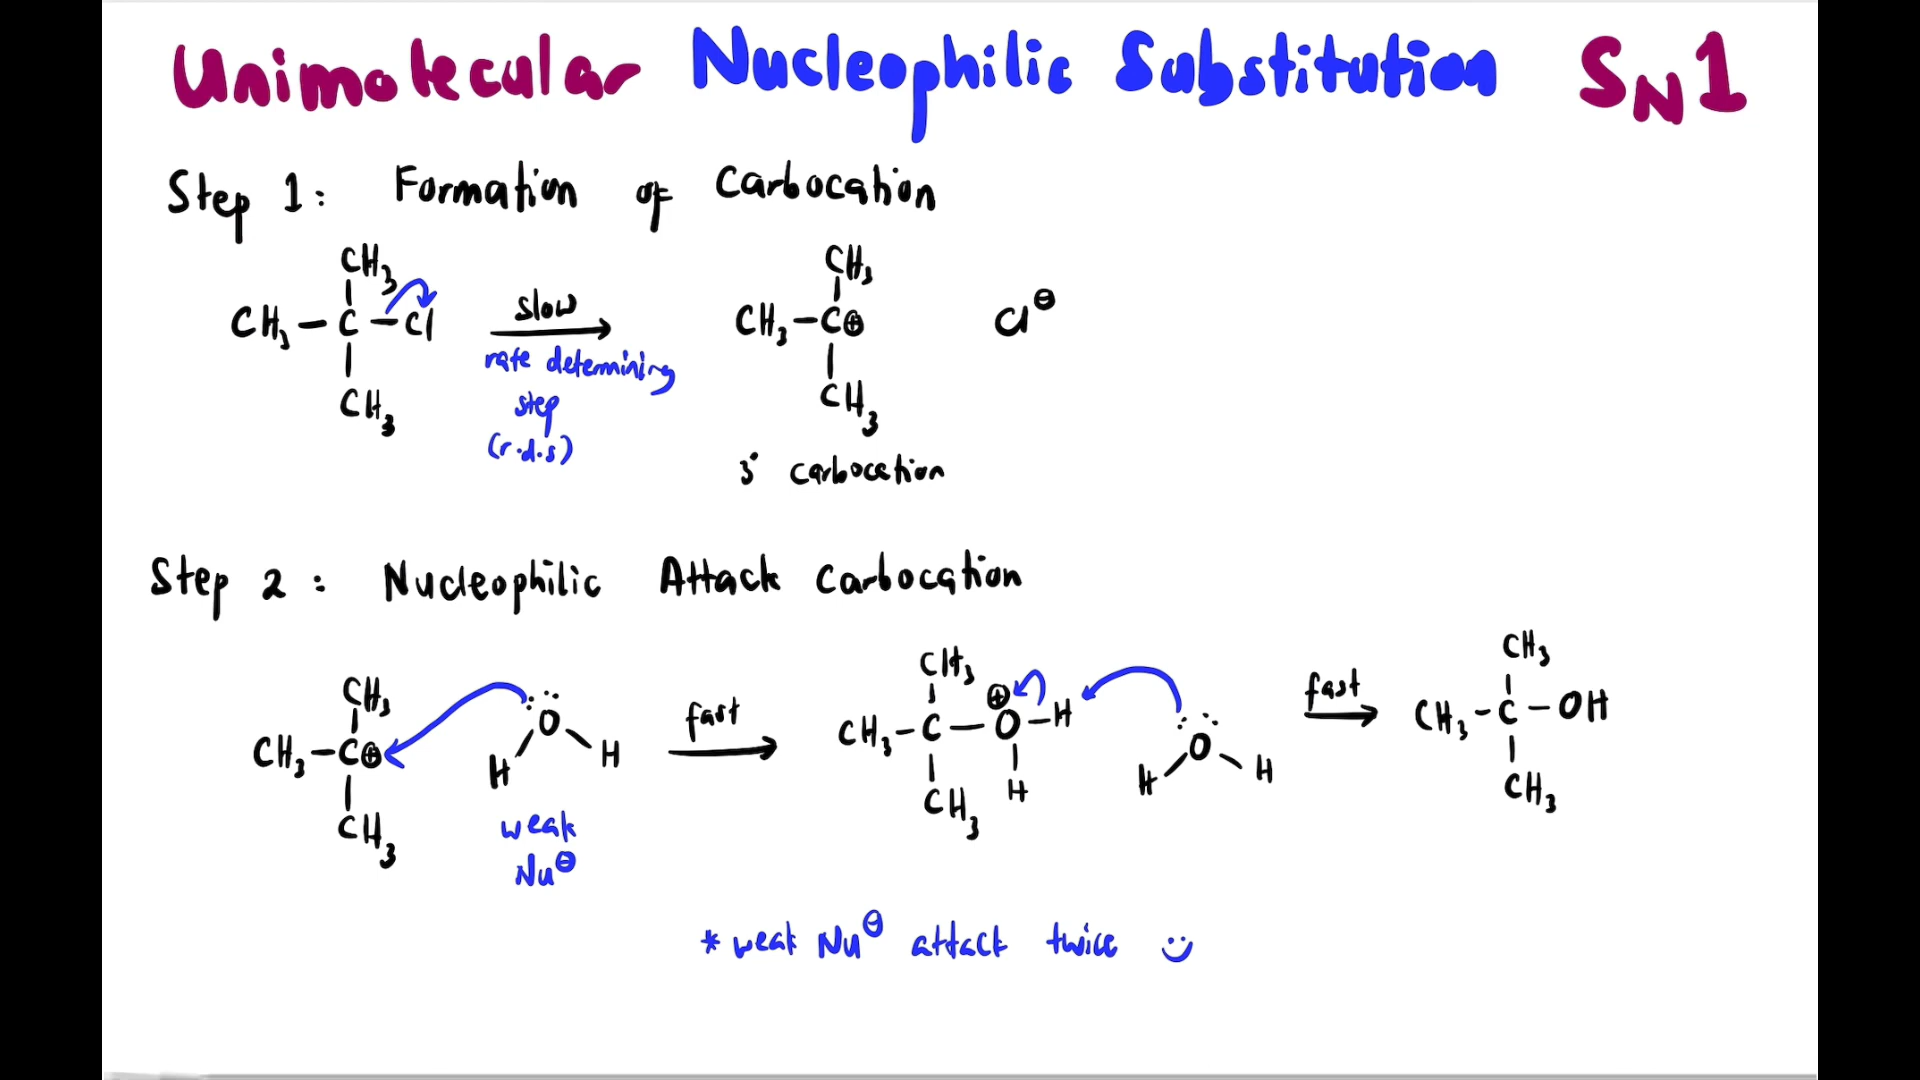 Unimolecular Nucleophilic Substitution SN1
Step 1: Formation of Carbocation
CH3 CH3
CH3 – C – Cl slow CH3 – C⊕ Cl⊖
rate determining
step
(r.d.s)
CH3 CH3
3° carbocation
Step 2: Nucleophilic Attack Carbocation
CH3 CH3 CH3
CH3 – C⊕ :Ö H H fast CH3 – C – O⊕ – H H :Ö H H fast CH3 – C – OH
CH3 CH3 CH3
weak
Nu⊖
* weak Nu⊖ attack twice ☺